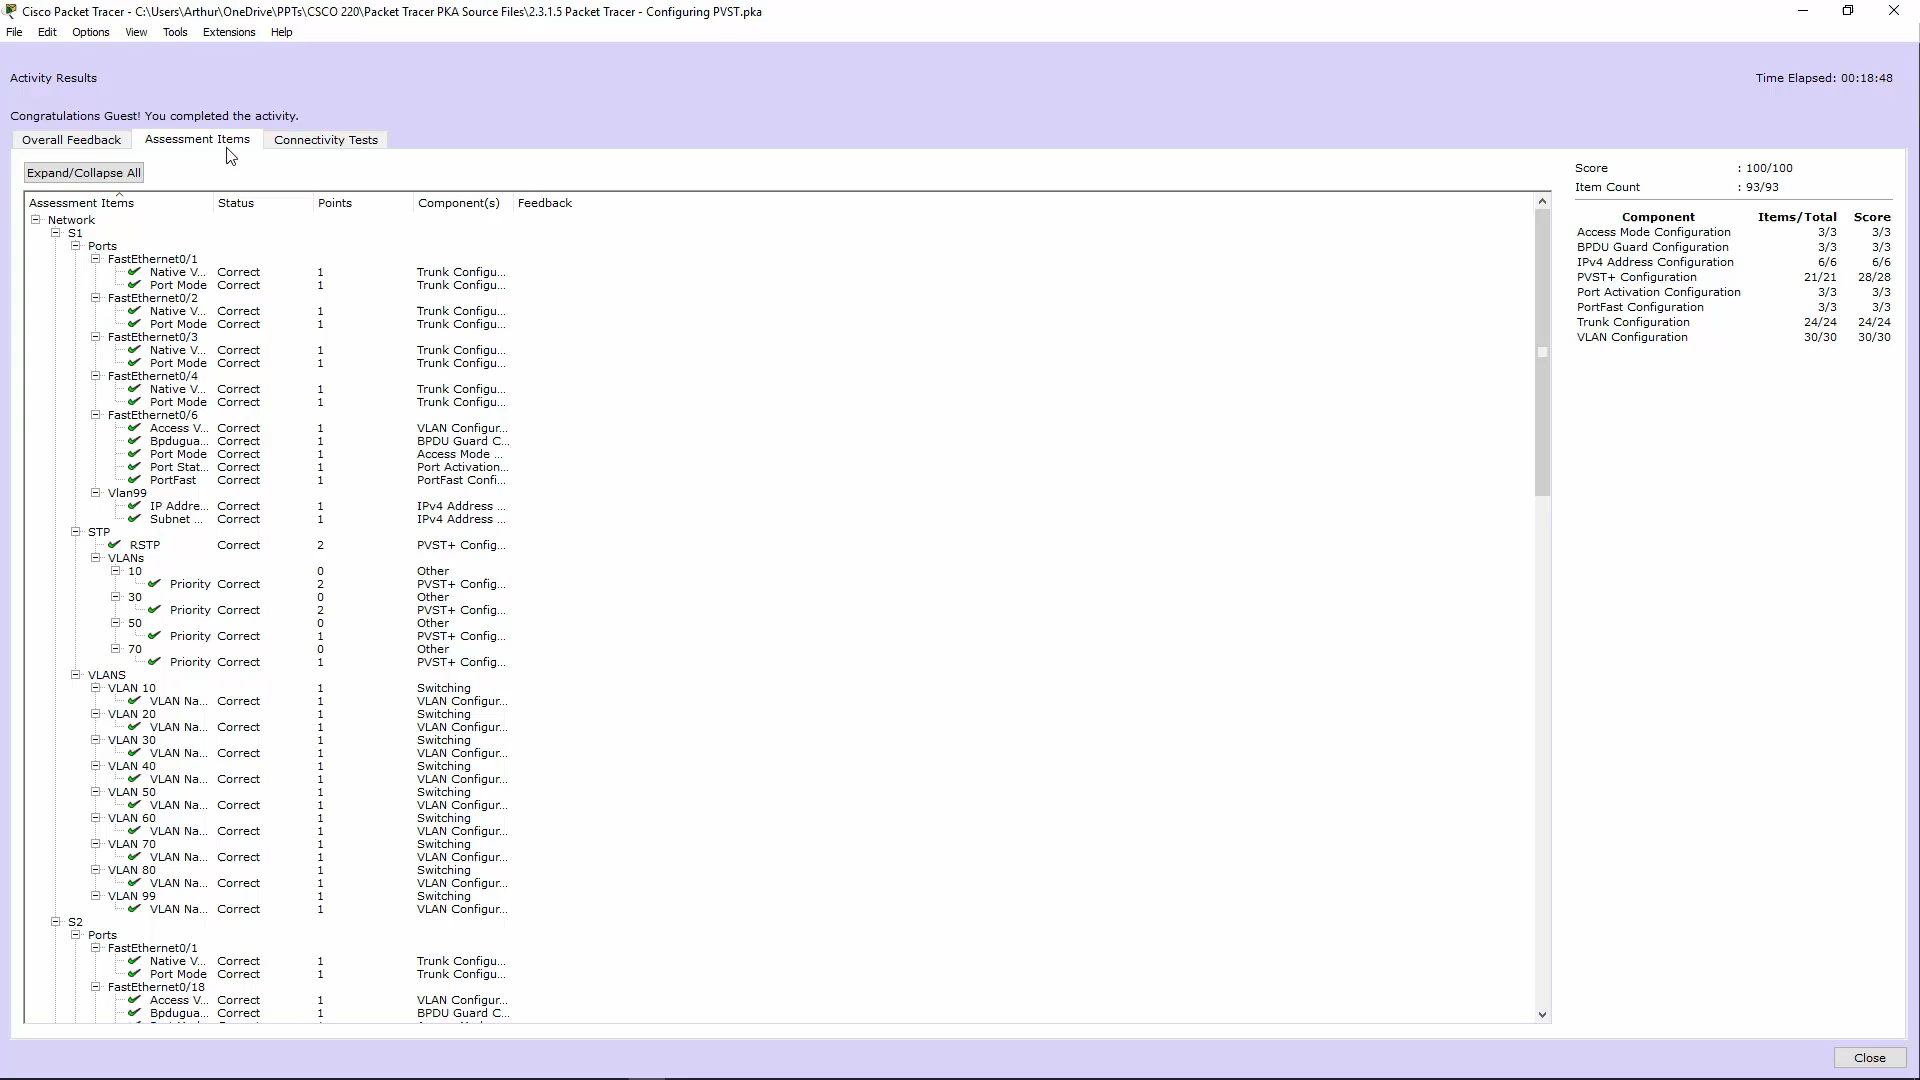 Cisco Packet Tracer - C:\Users\Arthur\OneDrive\PPTs\CSCO 220\Packet Tracer PKA Source Files\2.3.1.5 Packet Tracer - Configuring PVST.pka
File Edit Options View Tools Extensions Help
Activity Results
Time Elapsed: 00:18:48
Congratulations Guest! You completed the activity.
Overall Feedback Assessment Items Connectivity Tests
Expand/Collapse All
Assessment Items Status Points Component(s) Feedback
Network
S1
Ports
FastEthernet0/1
Native V... Correct 1 Trunk Configu...
Port Mode Correct 1 Trunk Configu...
FastEthernet0/2
Native V... Correct 1 Trunk Configu...
Port Mode Correct 1 Trunk Configu...
FastEthernet0/3
Native V... Correct 1 Trunk Configu...
Port Mode Correct 1 Trunk Configu...
FastEthernet0/4
Native V... Correct 1 Trunk Configu...
Port Mode Correct 1 Trunk Configu...
FastEthernet0/6
Access V... Correct 1 VLAN Configur...
Bpdugua... Correct 1 BPDU Guard C...
Port Mode Correct 1 Access Mode ...
Port Stat... Correct 1 Port Activation...
PortFast Correct 1 PortFast Confi...
Vlan99
IP Addre... Correct 1 IPv4 Address ...
Subnet ... Correct 1 IPv4 Address ...
STP
RSTP Correct 2 PVST+ Config...
VLANs
10 0 Other
Priority Correct 2 PVST+ Config...
30 0 Other
Priority Correct 2 PVST+ Config...
50 0 Other
Priority Correct 1 PVST+ Config...
70 0 Other
Priority Correct 1 PVST+ Config...
VLANS
VLAN 10 1 Switching
VLAN Na... Correct 1 VLAN Configur...
VLAN 20 1 Switching
VLAN Na... Correct 1 VLAN Configur...
VLAN 30 1 Switching
VLAN Na... Correct 1 VLAN Configur...
VLAN 40 1 Switching
VLAN Na... Correct 1 VLAN Configur...
VLAN 50 1 Switching
VLAN Na... Correct 1 VLAN Configur...
VLAN 60 1 Switching
VLAN Na... Correct 1 VLAN Configur...
VLAN 70 1 Switching
VLAN Na... Correct 1 VLAN Configur...
VLAN 80 1 Switching
VLAN Na... Correct 1 VLAN Configur...
VLAN 99 1 Switching
VLAN Na... Correct 1 VLAN Configur...
S2
Ports
FastEthernet0/1
Native V... Correct 1 Trunk Configu...
Port Mode Correct 1 Trunk Configu...
FastEthernet0/18
Access V... Correct 1 VLAN Configur...
Bpdugua... Correct 1 BPDU Guard C...
Score : 100/100
Item Count : 93/93
Component Items/Total Score
Access Mode Configuration 3/3 3/3
BPDU Guard Configuration 3/3 3/3
IPv4 Address Configuration 6/6 6/6
PVST+ Configuration 21/21 28/28
Port Activation Configuration 3/3 3/3
PortFast Configuration 3/3 3/3
Trunk Configuration 24/24 24/24
VLAN Configuration 30/30 30/30
Close